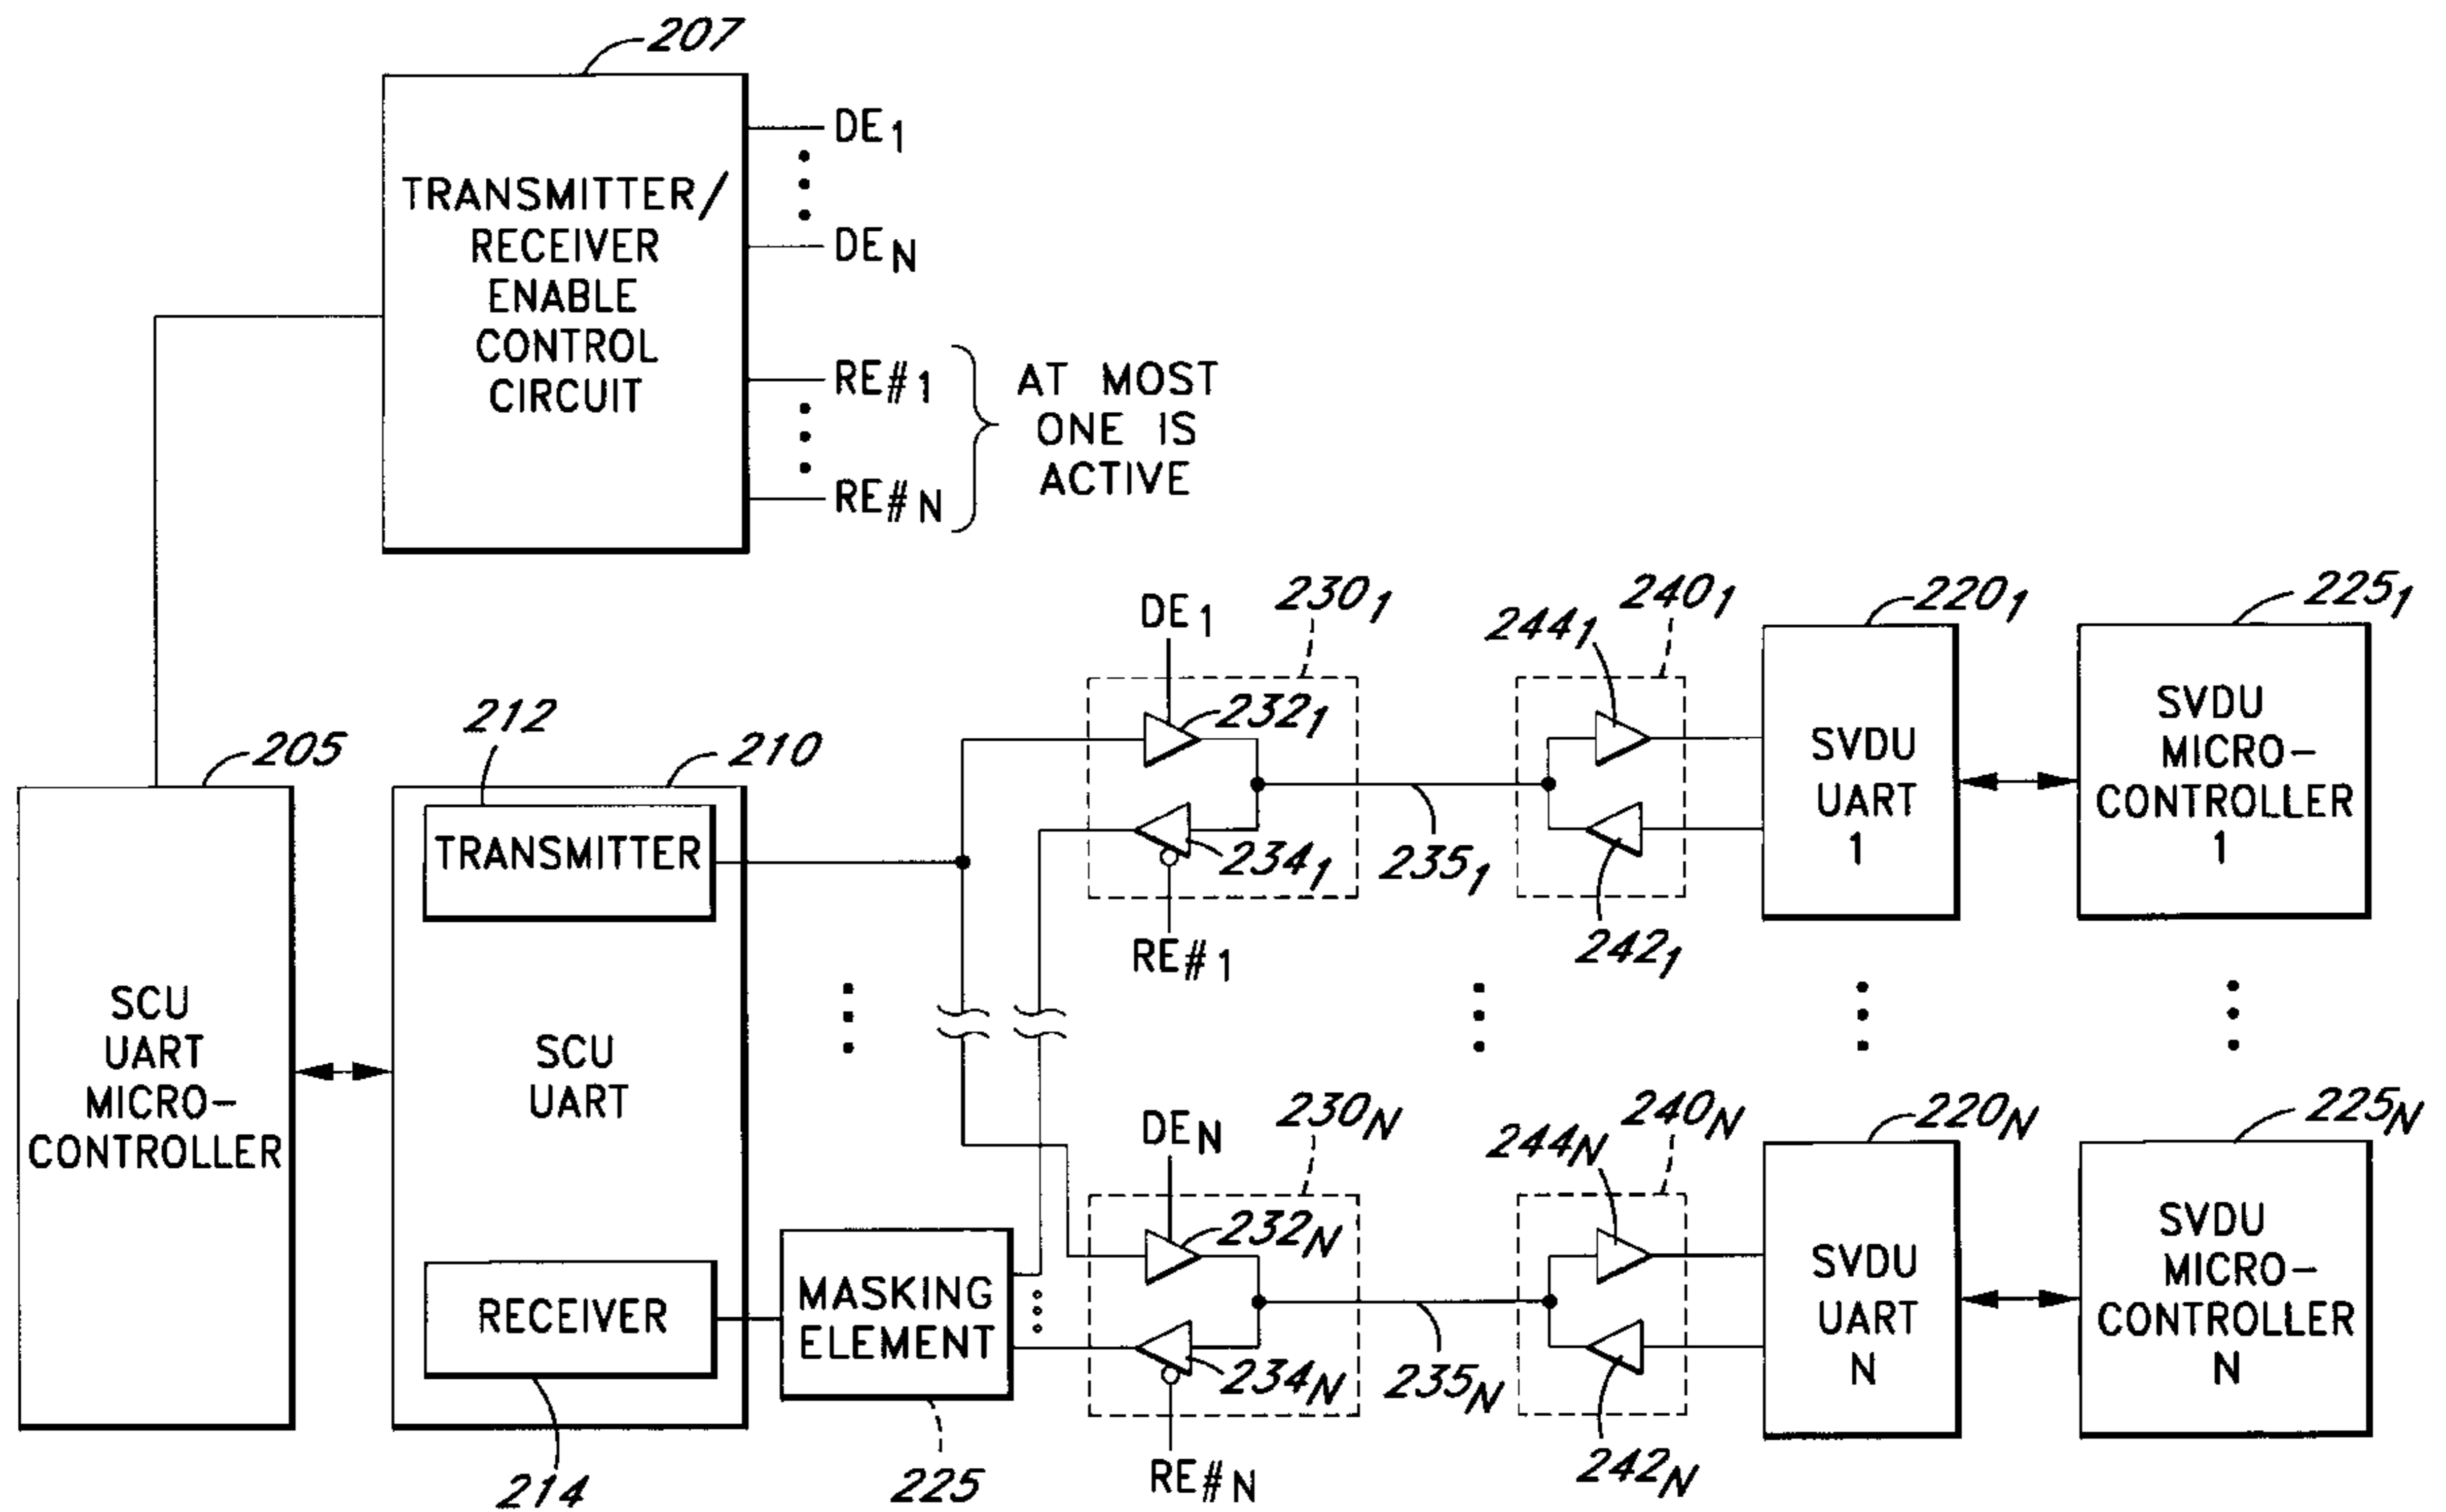 207
TRANSMITTER/
RECEIVER
ENABLE
CONTROL
CIRCUIT
DE1
DEN
RE#1
RE#N
AT MOST
ONE IS
ACTIVE
205
SCU
UART
MICRO-
CONTROLLER
212
210
TRANSMITTER
SCU
UART
RECEIVER
214
MASKING
ELEMENT
225
DE1
230₁
232₁
234₁
RE#1
235₁
240₁
244₁
242₁
220₁
SVDU
UART
1
225₁
SVDU
MICRO-
CONTROLLER
1
DEN
230N
232N
234N
RE#N
235N
240N
244N
242N
220N
SVDU
UART
N
225N
SVDU
MICRO-
CONTROLLER
N